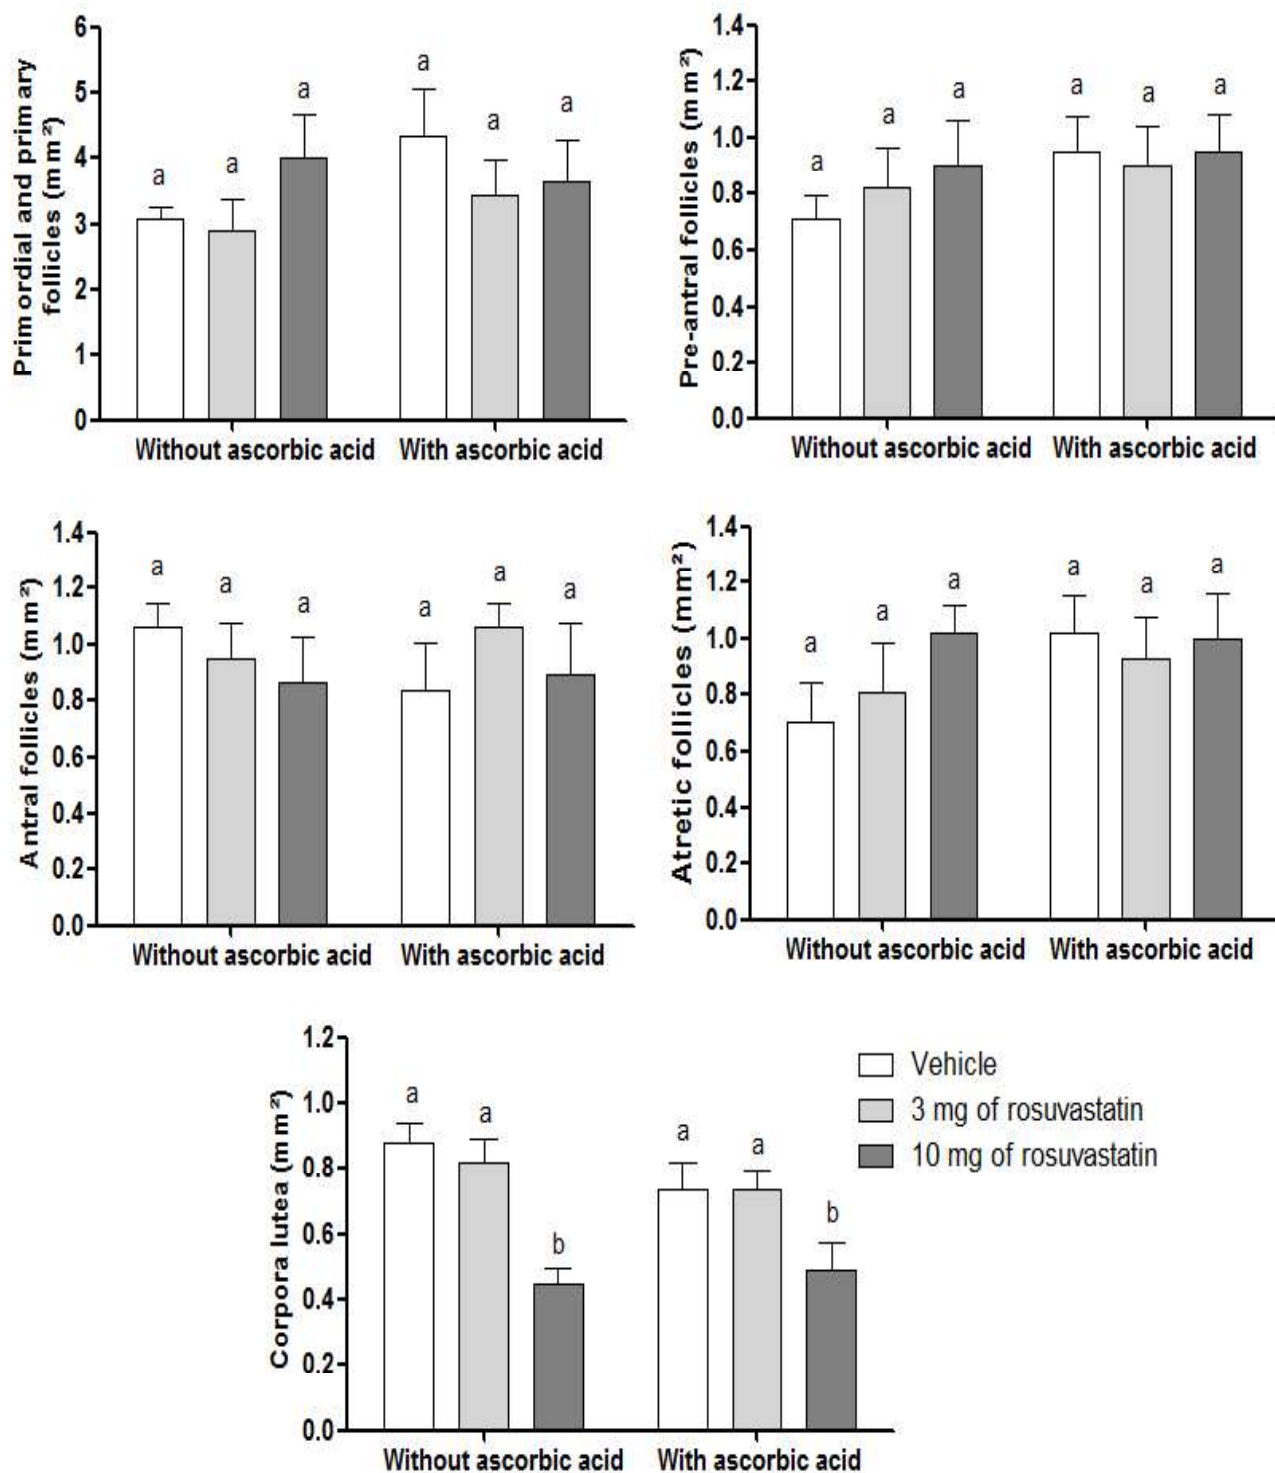 Primordial and primary
follicles (mm²)
6
5
4
3
2
1
0
a
a
a
a
a
a
Without ascorbic acid
With ascorbic acid
Pre-antral follicles (mm²)
1.4
1.2
1.0
0.8
0.6
0.4
0.2
0.0
a
a
a
a
a
a
Without ascorbic acid
With ascorbic acid
Antral follicles (mm²)
1.4
1.2
1.0
0.8
0.6
0.4
0.2
0.0
a
a
a
a
a
a
Without ascorbic acid
With ascorbic acid
Atretic follicles (mm²)
1.4
1.2
1.0
0.8
0.6
0.4
0.2
0.0
a
a
a
a
a
a
Without ascorbic acid
With ascorbic acid
Corpora lutea (mm²)
1.2
1.0
0.8
0.6
0.4
0.2
0.0
a
a
b
a
a
b
Without ascorbic acid
With ascorbic acid
Vehicle
3 mg of rosuvastatin
10 mg of rosuvastatin